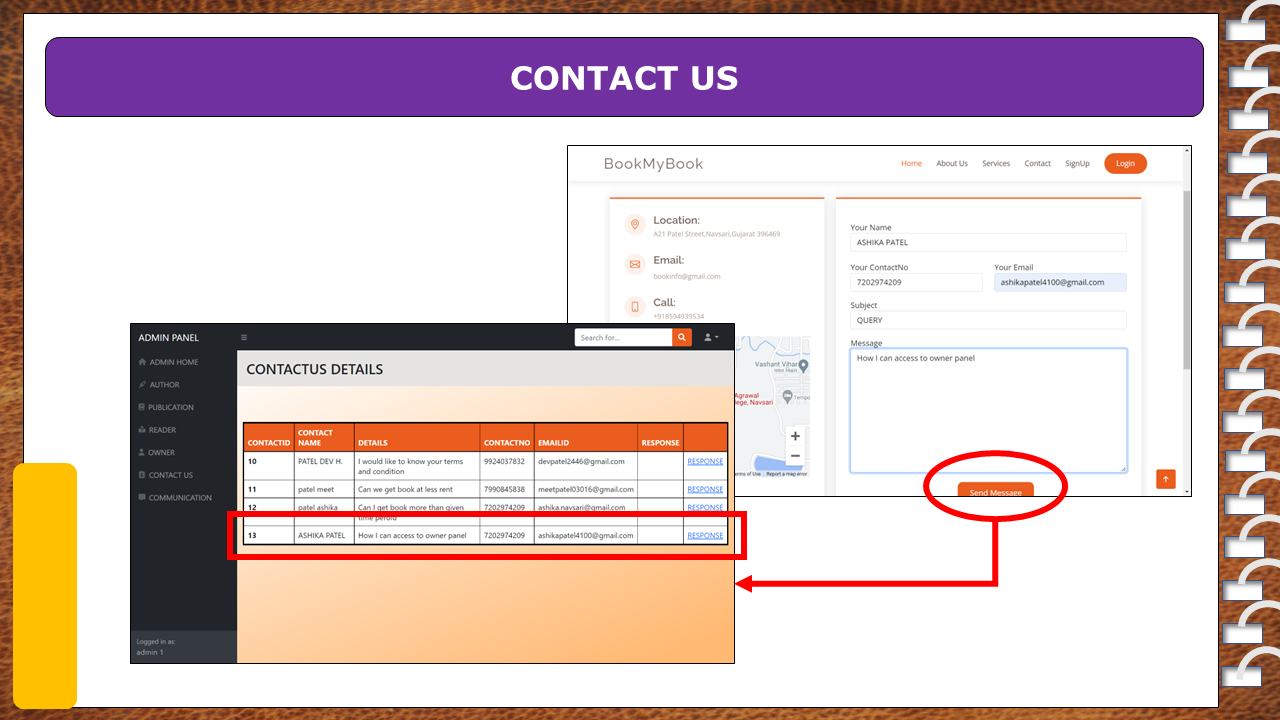 CONTACT US
BookMyBook
Home About Us Services Contact SignUp Login
Location:
A21 Patel Street,Navsari,Gujarat 396469
Email:
bookinfo@gmail.com
Call:
+918594939534
Your Name
ASHIKA PATEL
Your ContactNo Your Email
7202974209 ashikapatel4100@gmail.com
Subject
QUERY
Message
How I can access to owner panel
Send Message
Vashant Vihar
Agrawal
ege, Navsari
Tempo
+
−
erms of Use Report a map error
ADMIN PANEL
Search for...
ADMIN HOME
AUTHOR
PUBLICATION
READER
OWNER
CONTACT US
COMMUNICATION
Logged in as:
admin 1
CONTACTUS DETAILS
CONTACTID CONTACT NAME DETAILS CONTACTNO EMAILID RESPONSE
10 PATEL DEV H. I would like to know your terms and condition 9924037832 devpatel2446@gmail.com RESPONSE
11 patel meet Can we get book at less rent 7990845838 meetpatel03016@gmail.com RESPONSE
12 patel ashika Can I get book more than given time peroid 7202974209 ashika.navsari@gmail.com RESPONSE
13 ASHIKA PATEL How I can access to owner panel 7202974209 ashikapatel4100@gmail.com RESPONSE